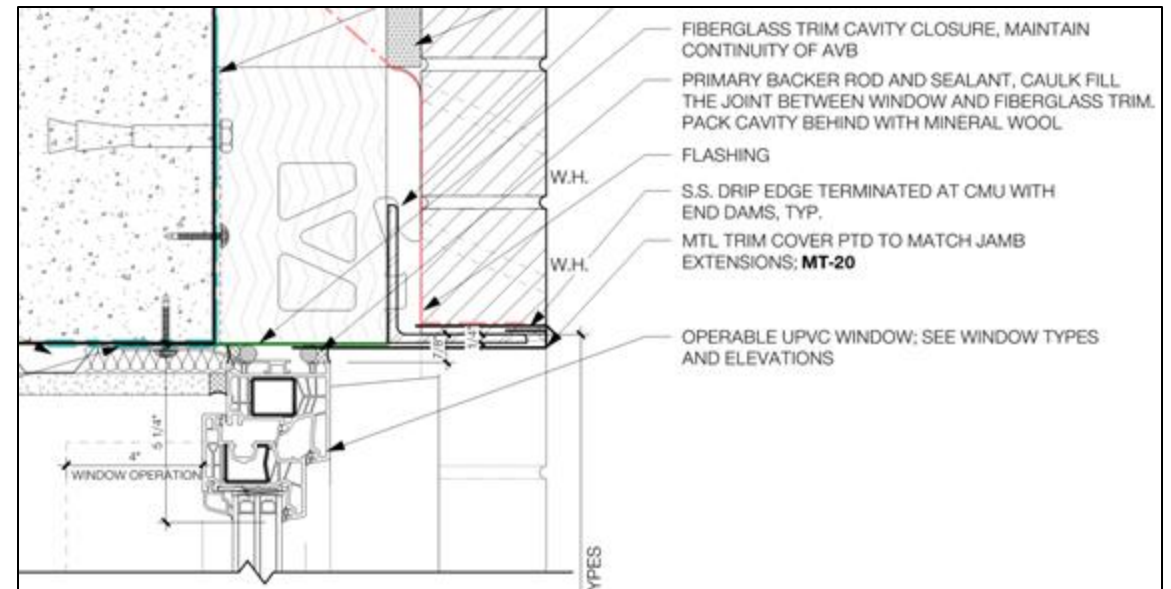 FIBERGLASS TRIM CAVITY CLOSURE, MAINTAIN
CONTINUITY OF AVB
PRIMARY BACKER ROD AND SEALANT, CAULK FILL
THE JOINT BETWEEN WINDOW AND FIBERGLASS TRIM.
PACK CAVITY BEHIND WITH MINERAL WOOL
FLASHING
W.H.
S.S. DRIP EDGE TERMINATED AT CMU WITH
END DAMS, TYP.
MTL TRIM COVER PTD TO MATCH JAMB
EXTENSIONS; MT-20
W.H.
OPERABLE UPVC WINDOW; SEE WINDOW TYPES
AND ELEVATIONS
7/8"
1/4"
5 1/4"
4"
WINDOW OPERATION
YPES